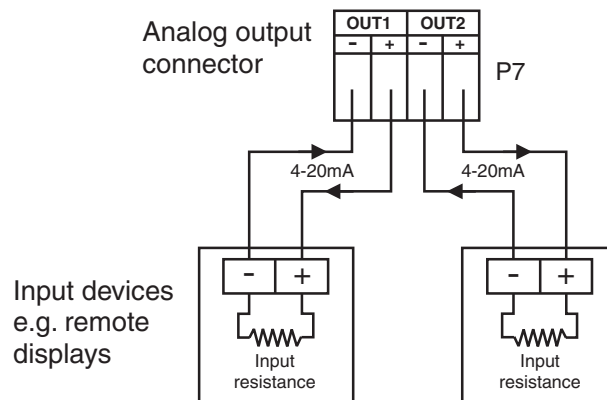 Analog output
connector
OUT1 OUT2
- + - +
P7
4-20mA 4-20mA
Input devices
e.g. remote
displays
- +
Input
resistance
- +
Input
resistance